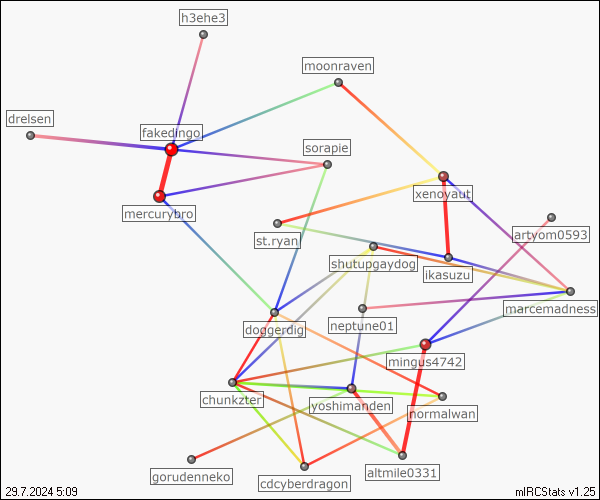 h3ehe3
moonraven
drelsen
fakedingo
sorapie
xenoyaut
mercurybro
artyom0593
st.ryan
shutupgaydog
ikasuzu
marcemadness
doggerdig
neptune01
mingus4742
chunkzter
yoshimanden
normalwan
gorudenneko
altmile0331
cdcyberdragon
29.7.2024 5:09
mIRCStats v1.25